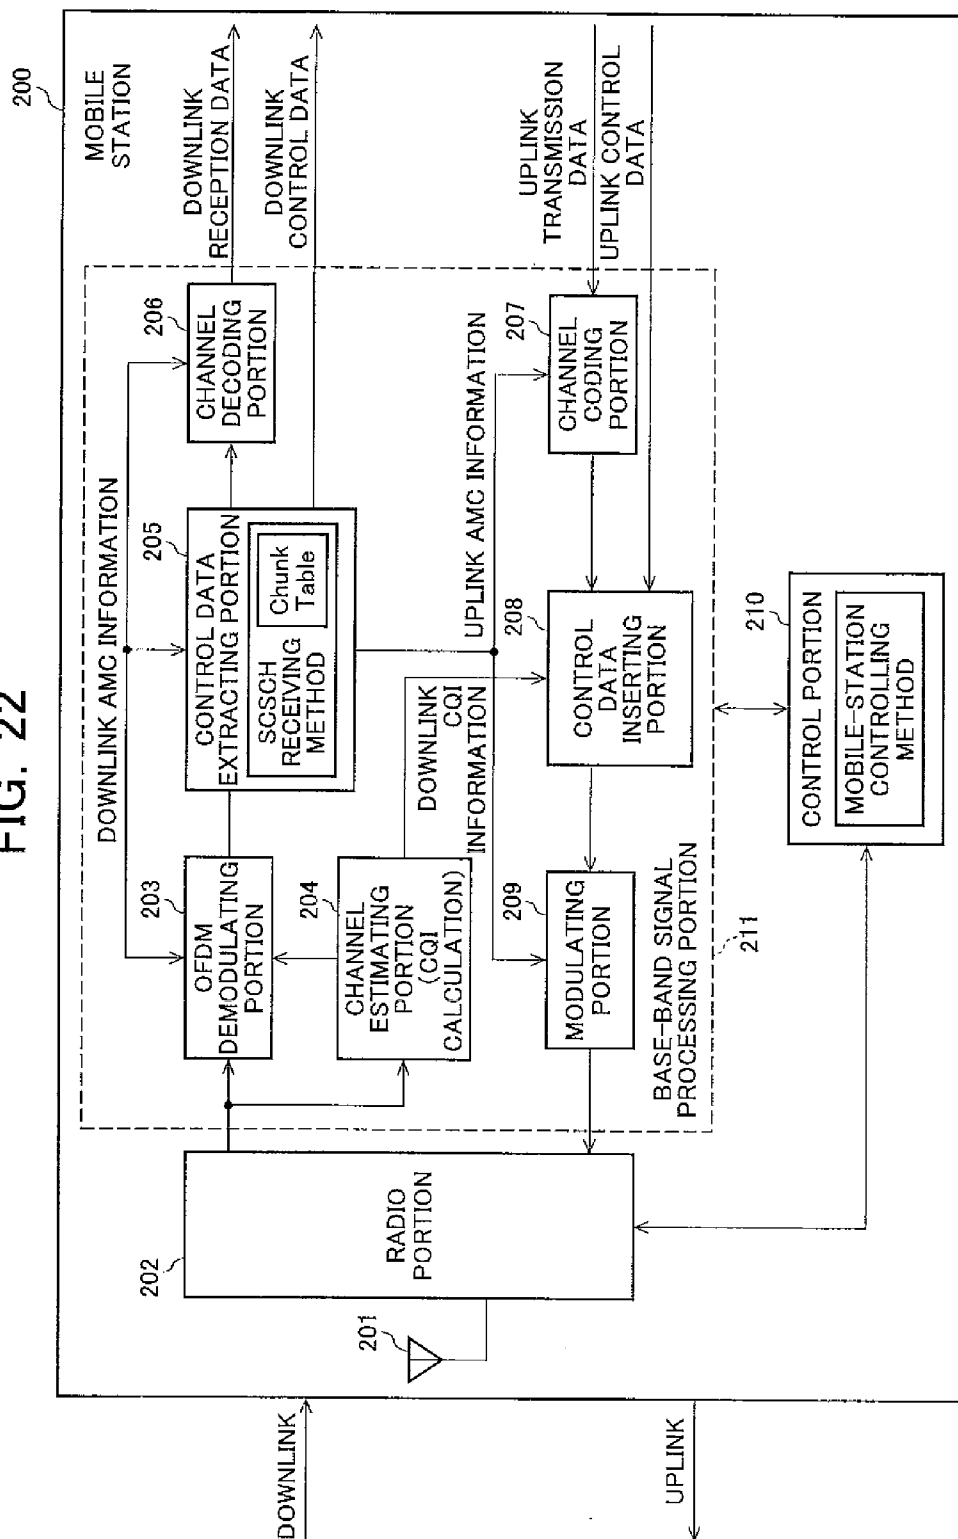 FIG. 22
200
MOBILE
STATION
DOWNLINK
UPLINK
201
202
RADIO
PORTION
DOWNLINK AMC INFORMATION
203
OFDM
DEMODULATING
PORTION
204
CHANNEL
ESTIMATING
PORTION
(CQI
CALCULATION)
205
CONTROL DATA
EXTRACTING PORTION
SCSCH
RECEIVING
METHOD
Chunk
Table
206
CHANNEL
DECODING
PORTION
DOWNLINK
RECEPTION DATA
DOWNLINK
CONTROL DATA
UPLINK AMC INFORMATION
DOWNLINK
CQI
INFORMATION
207
CHANNEL
CODING
PORTION
UPLINK
TRANSMISSION
DATA
UPLINK CONTROL
DATA
208
CONTROL
DATA
INSERTING
PORTION
209
MODULATING
PORTION
BASE-BAND SIGNAL
PROCESSING PORTION
211
210
CONTROL PORTION
MOBILE-STATION
CONTROLLING
METHOD